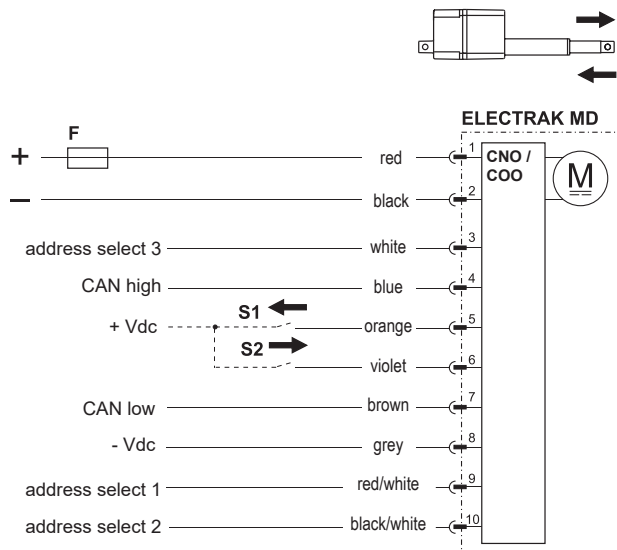 ELECTRAK MD
F
+ red 1 CNO /
COO
M
– black 2
address select 3 white 3
CAN high blue 4
S1
+ Vdc orange 5
S2
violet 6
CAN low brown 7
- Vdc grey 8
address select 1 red/white 9
address select 2 black/white 10